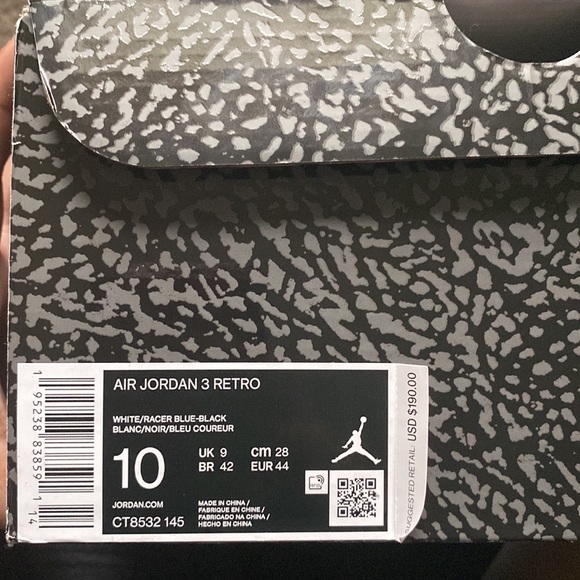 AIR JORDAN 3 RETRO
WHITE/RACER BLUE-BLACK
BLANC/NOIR/BLEU COUREUR
10
UK 9 cm 28
BR 42 EUR 44
JORDAN.COM
CT8532 145
MADE IN CHINA /
FABRIQUE EN CHINE /
FABRICADO NA CHINA /
HECHO EN CHINA
1 95238 83859 1 14
SUGGESTED RETAIL USD $190.00